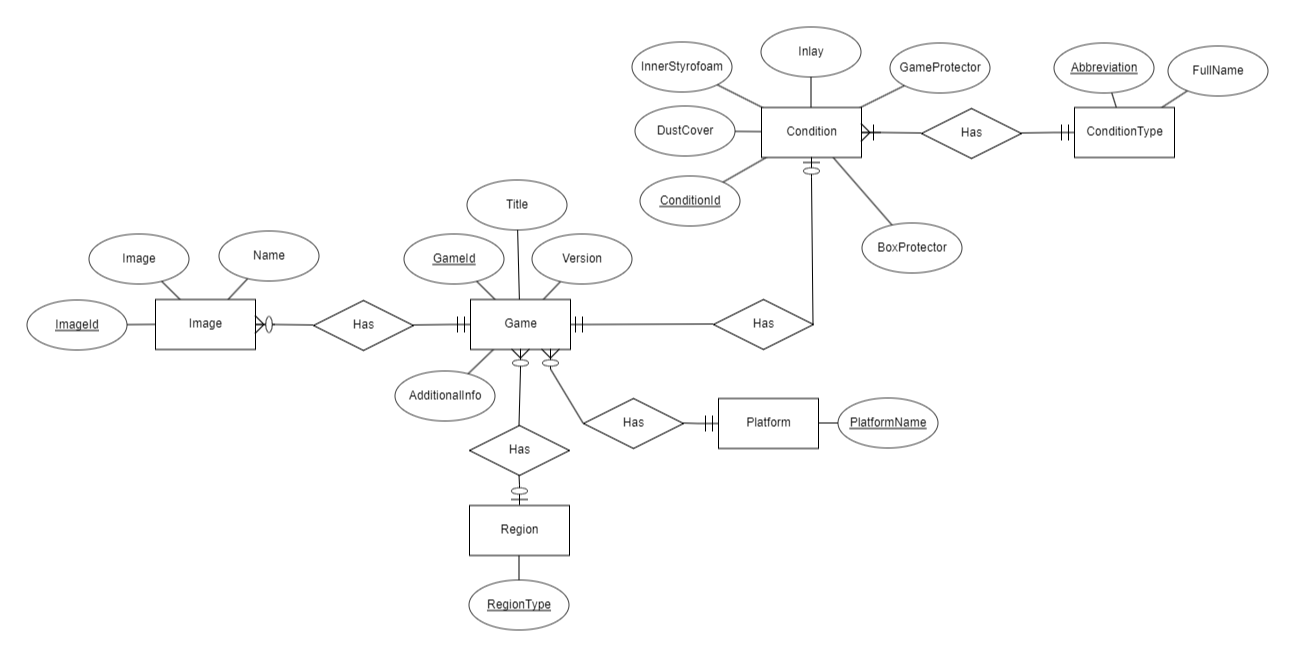 Inlay
InnerStyrofoam
GameProtector
Abbreviation
FullName
DustCover
Condition
Has
ConditionType
ConditionId
Title
BoxProtector
Image
Name
GameId
Version
ImageId
Image
Has
Game
Has
AdditionalInfo
Has
Platform
PlatformName
Has
Region
RegionType